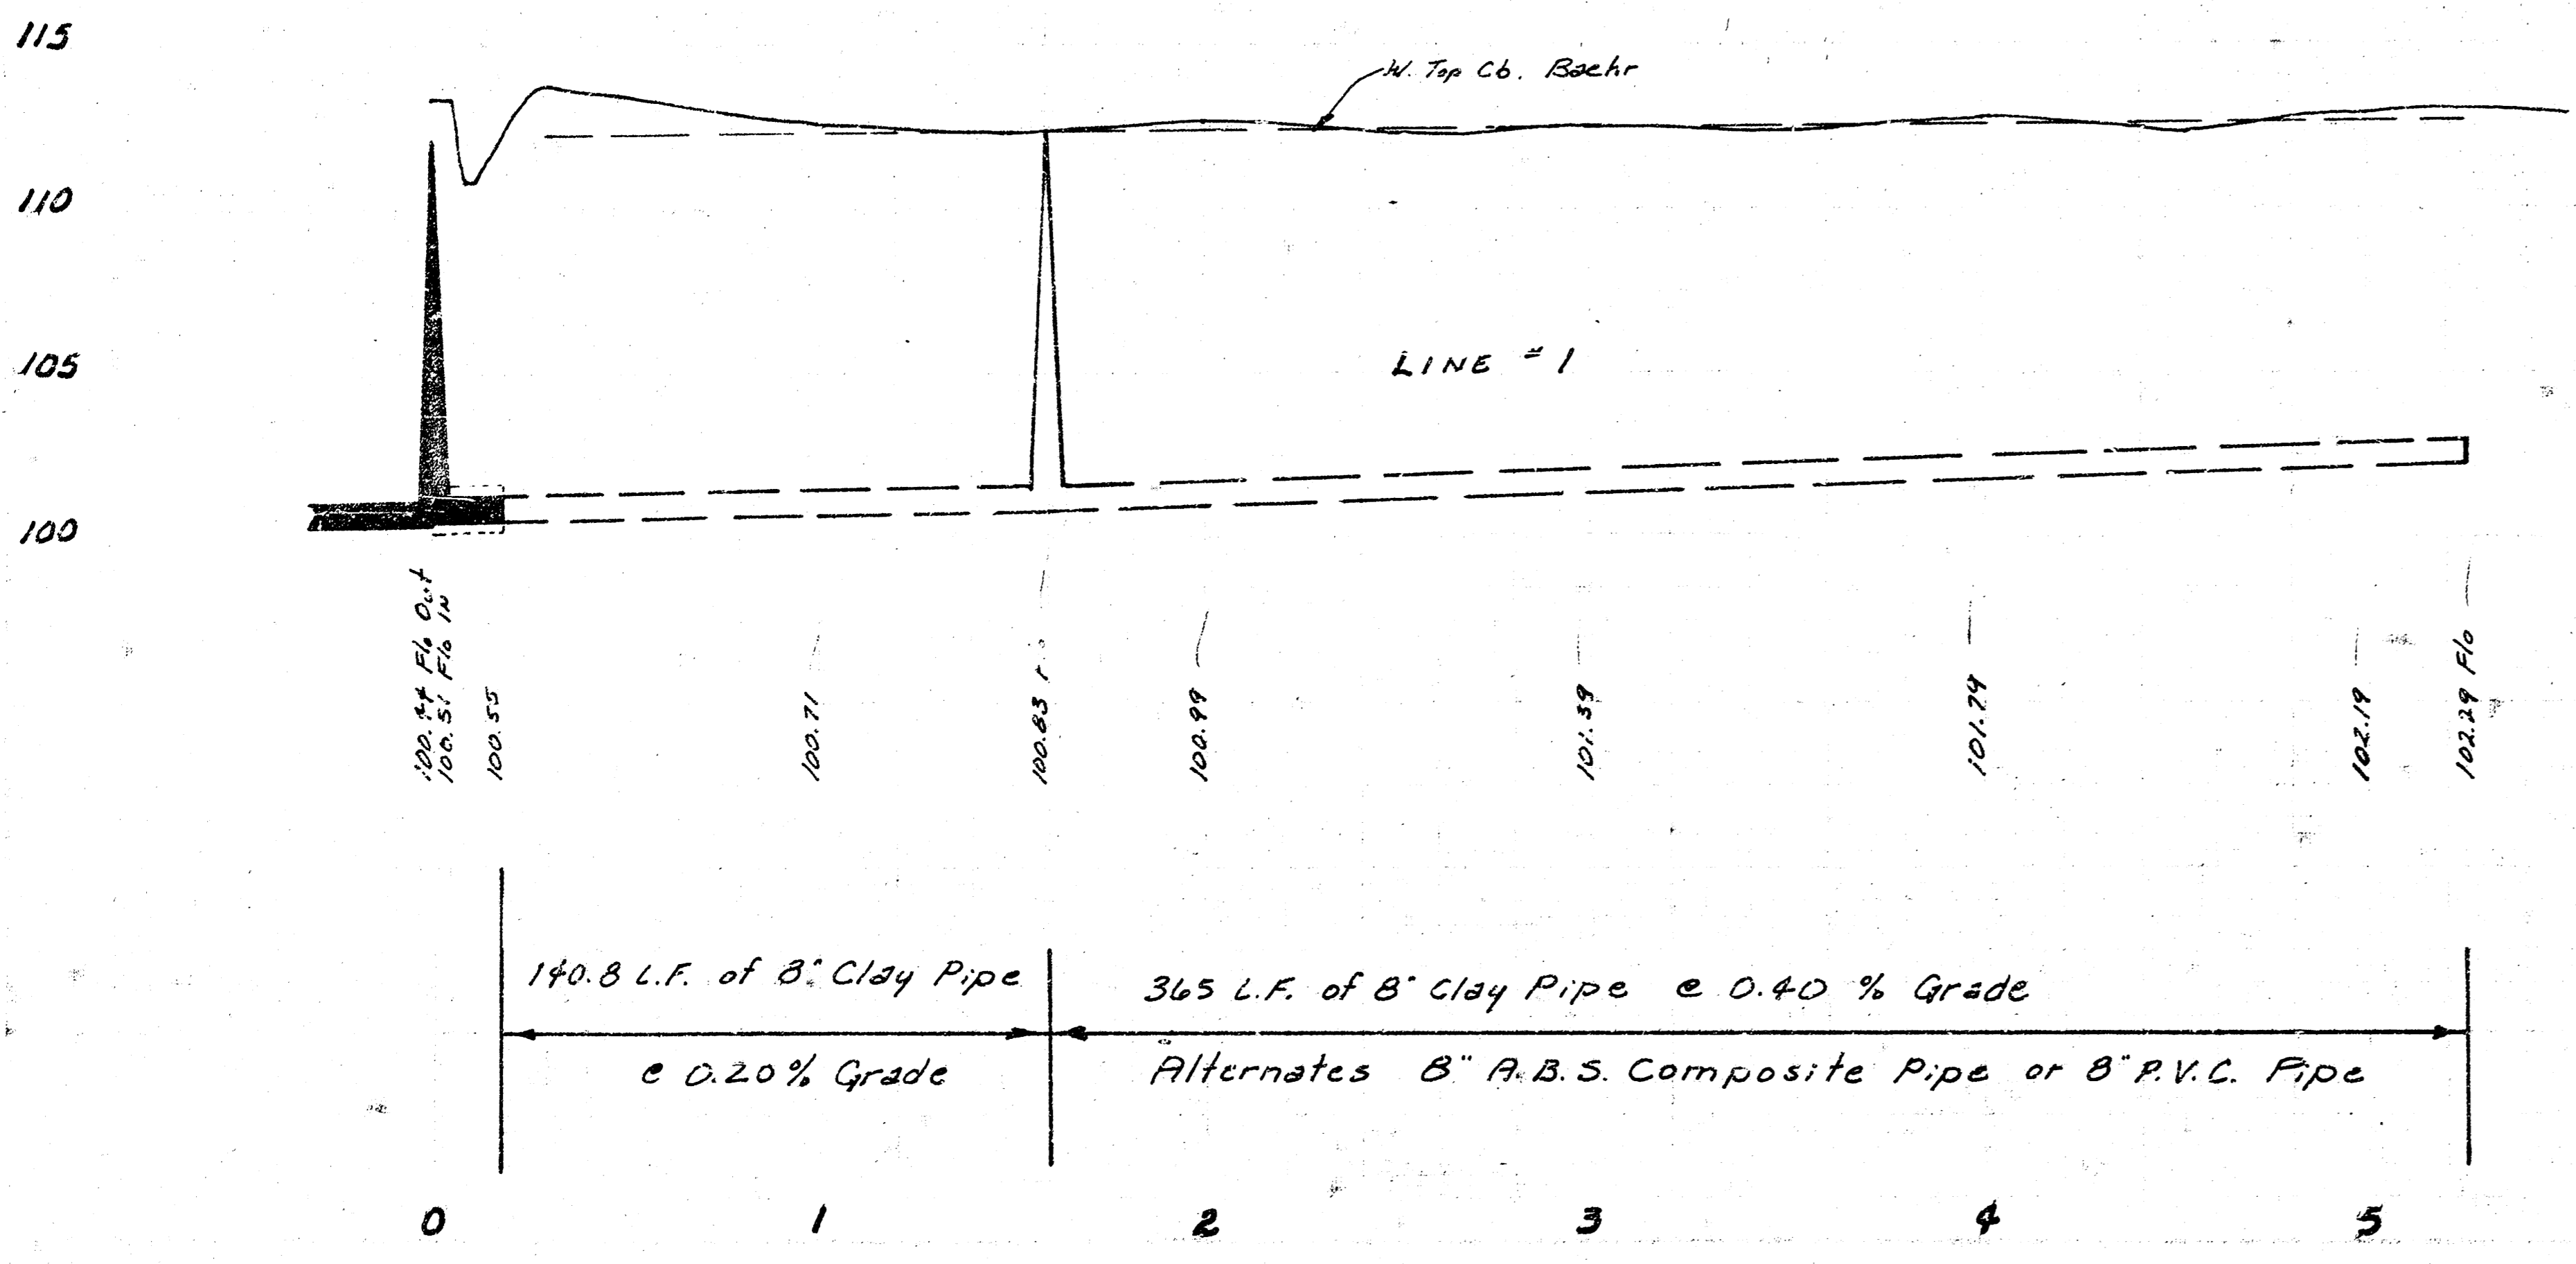 115
W. Top Cb. Baehr
110
105
LINE # 1
100
Flo Out
100.51 Flo IN
100.55
100.71
100.83
100.99
101.39
101.79
102.19
102.29 Flo
140.8 L.F. of 8" Clay Pipe
@ 0.20% Grade
365 L.F. of 8" Clay Pipe @ 0.40 % Grade
Alternates 8" A.B.S. Composite Pipe or 8" P.V.C. Pipe
0 1 2 3 4 5